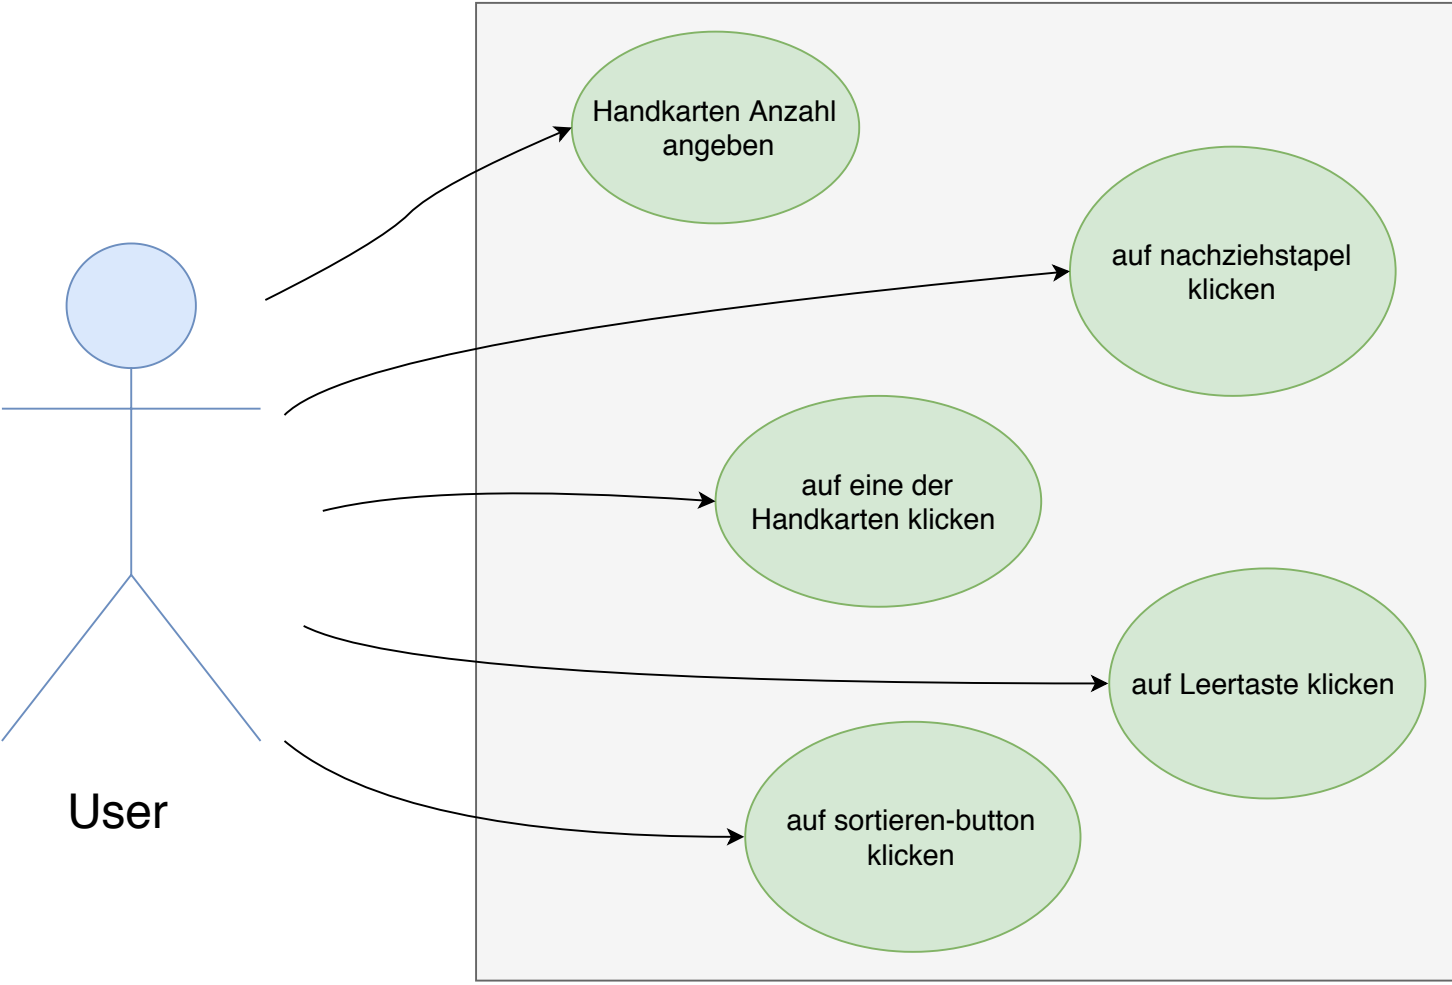 Handkarten Anzahl
angeben
auf nachziehstapel
klicken
auf eine der
Handkarten klicken
auf Leertaste klicken
User
auf sortieren-button
klicken